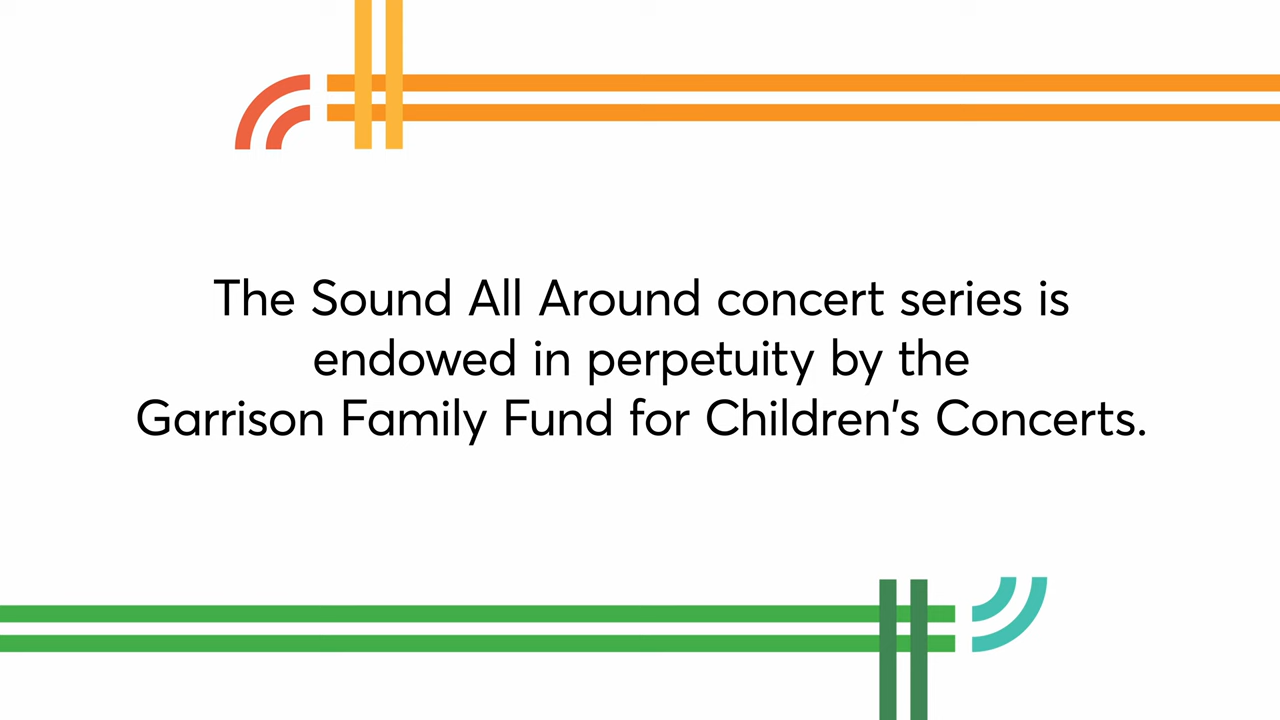 The Sound All Around concert series is
endowed in perpetuity by the
Garrison Family Fund for Children’s Concerts.